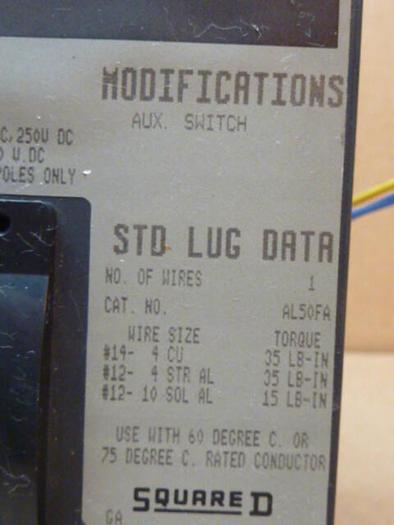 MODIFICATIONS
AUX. SWITCH
C, 250V DC
V.DC
POLES ONLY
STD LUG DATA
NO. OF WIRES 1
CAT. NO. AL50FA
WIRE SIZE TORQUE
#14- 4 CU 35 LB-IN
#12- 4 STR AL 35 LB-IN
#12- 10 SOL AL 15 LB-IN
USE WITH 60 DEGREE C. OR
75 DEGREE C. RATED CONDUCTOR
SQUARE D
GA